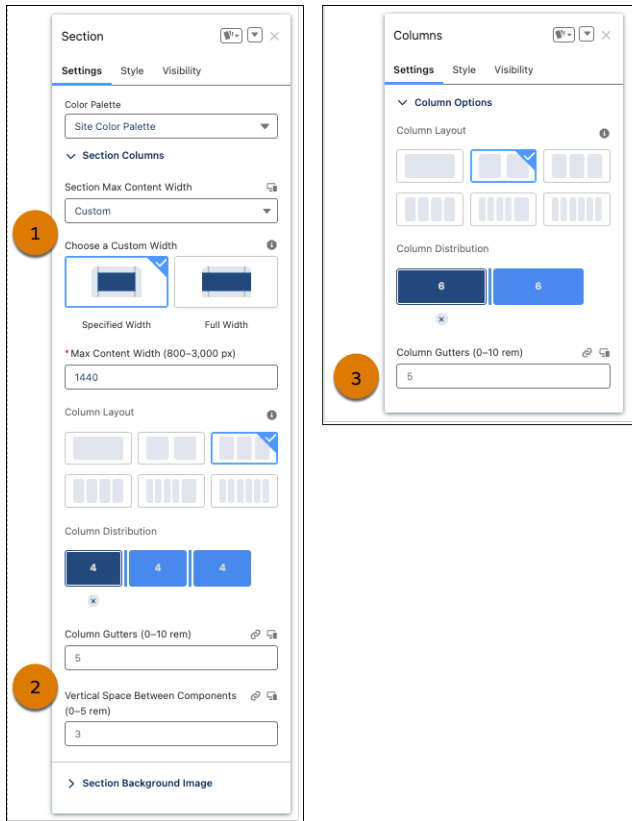 Section
Settings Style Visibility
Color Palette
Site Color Palette
Section Columns
Section Max Content Width
Custom
1
Choose a Custom Width
Specified Width Full Width
*Max Content Width (800–3,000 px)
1440
Column Layout
Column Distribution
4 4 4
Column Gutters (0–10 rem)
5
2
Vertical Space Between Components
(0–5 rem)
3
Section Background Image
Columns
Settings Style Visibility
Column Options
Column Layout
Column Distribution
6 6
Column Gutters (0–10 rem)
3
5